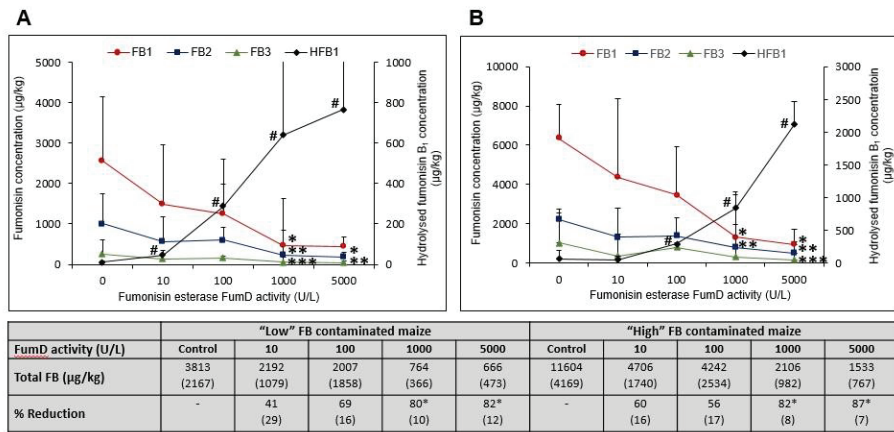 A
B
FB1 FB2 FB3 HFB1
FB1 FB2 FB3 HFB1
Fumonisin concentration (µg/kg)
5000
4000
3000
2000
1000
0
1000
800
600
400
200
0
Hydrolysed fumonisin B1 concentration (µg/kg)
# # # #
*
**
***
*
**
0 10 100 1000 5000
Fumonisin esterase FumD activity (U/L)
Fumonisin concentration (µg/kg)
10000
8000
6000
4000
2000
0
3000
2500
2000
1500
1000
500
0
Hydrolysed fumonisin B1 concentratoin (µg/kg)
# # #
*
**
*
**
***
0 10 100 1000 5000
Fumonisin esterase FumD activity (U/L)
"Low" FB contaminated maize "High" FB contaminated maize
FumD activity (U/L) Control 10 100 1000 5000 Control 10 100 1000 5000
Total FB (µg/kg) 3813 2192 2007 764 666 11604 4706 4242 2106 1533
(2167) (1079) (1858) (366) (473) (4169) (1740) (2534) (982) (767)
% Reduction - 41 69 80* 82* - 60 56 82* 87*
(29) (16) (10) (12) (16) (17) (8) (7)